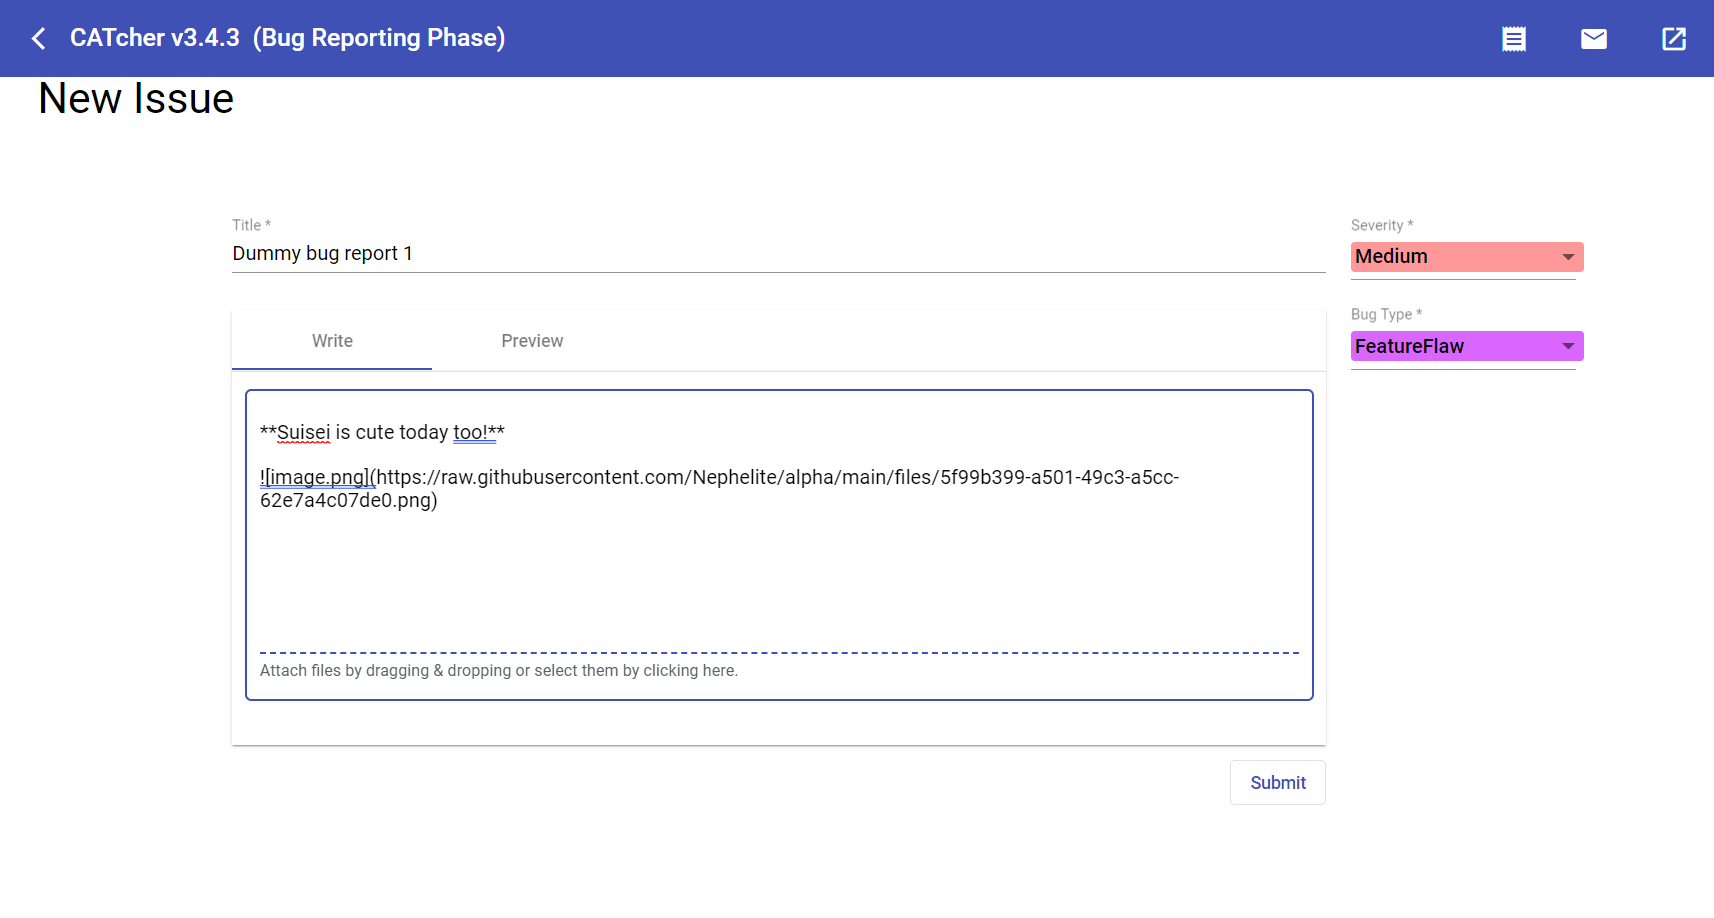 CATcher v3.4.3 (Bug Reporting Phase)
New Issue
Title *
Dummy bug report 1
Severity *
Medium
Bug Type *
FeatureFlaw
Write Preview
**Suisei is cute today too!**
![image.png](https://raw.githubusercontent.com/Nephelite/alpha/main/files/5f99b399-a501-49c3-a5cc-
62e7a4c07de0.png)
Attach files by dragging & dropping or select them by clicking here.
Submit